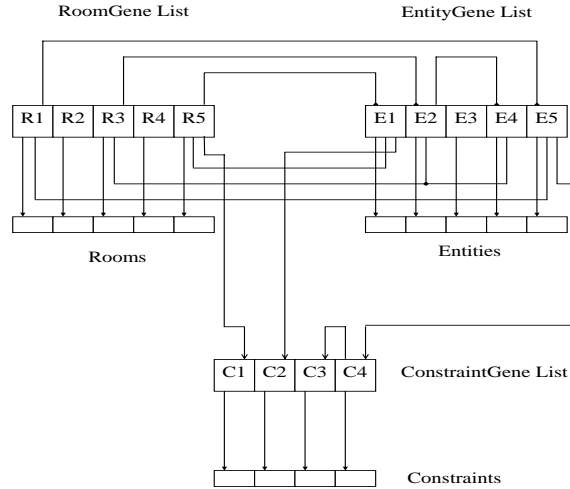 RoomGene List
EntityGene List
R1 R2 R3 R4 R5
E1 E2 E3 E4 E5
Rooms
Entities
C1 C2 C3 C4
ConstraintGene List
Constraints